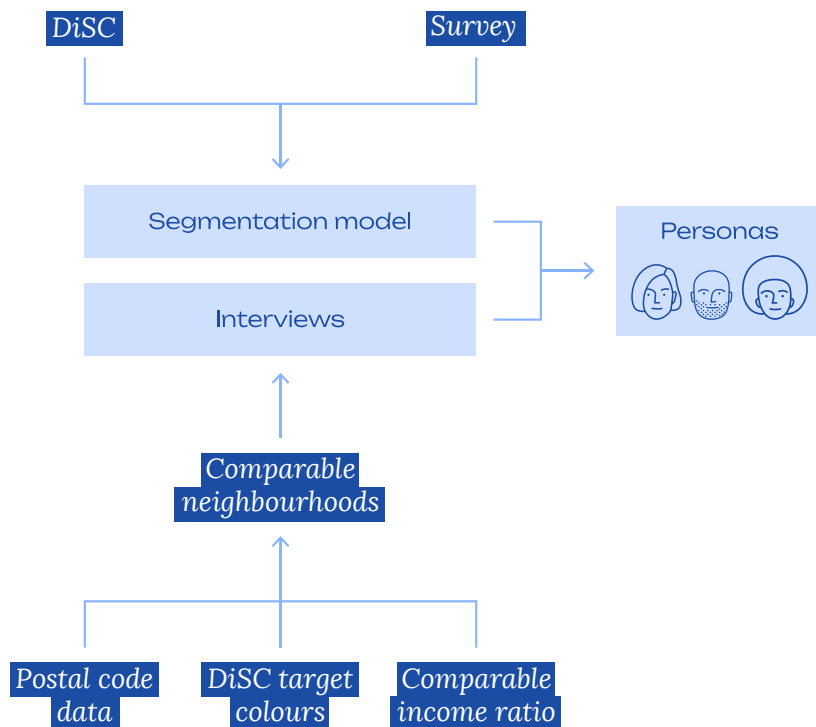 DiSC
Survey
Segmentation model
Personas
Interviews
Comparable
neighbourhoods
Postal code
data
DiSC target
colours
Comparable
income ratio